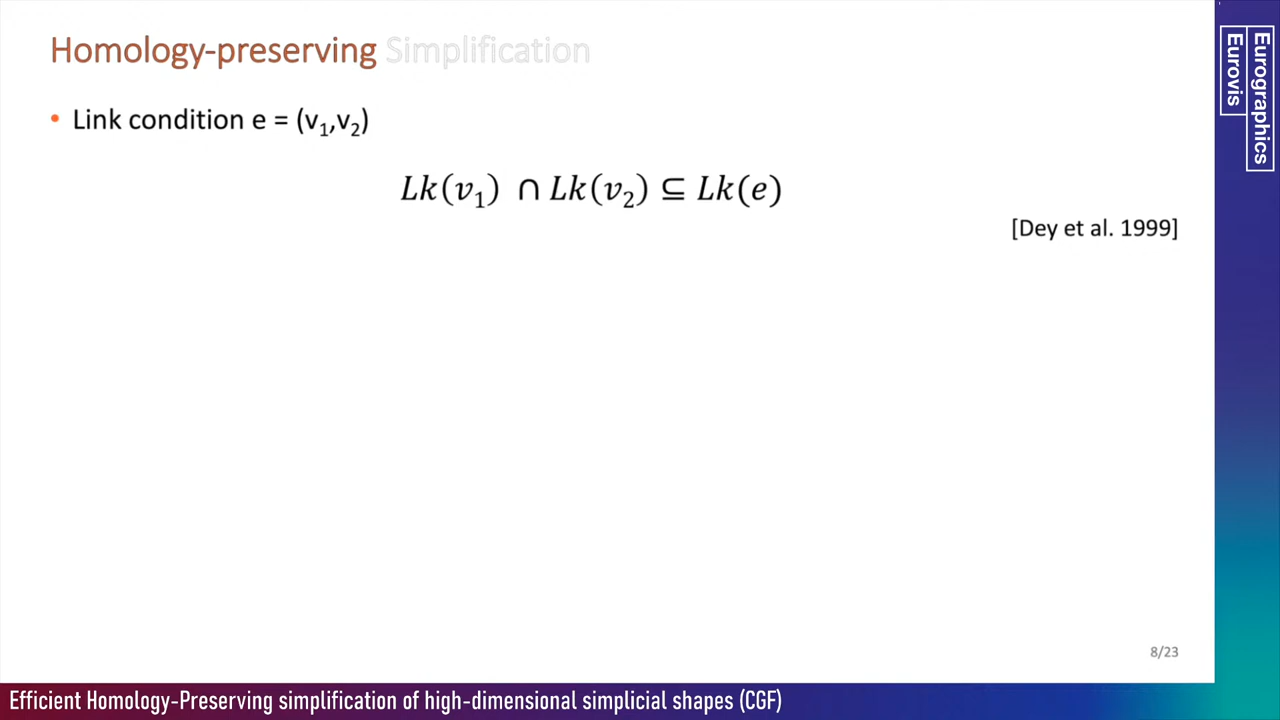 Homology-preserving Simplification
• Link condition e = (v₁,v₂)
Lk(v₁) ∩ Lk(v₂) ⊆ Lk(e)
[Dey et al. 1999]
8/23
Eurographics
Eurovis
Efficient Homology-Preserving simplification of high-dimensional simplicial shapes (CGF)